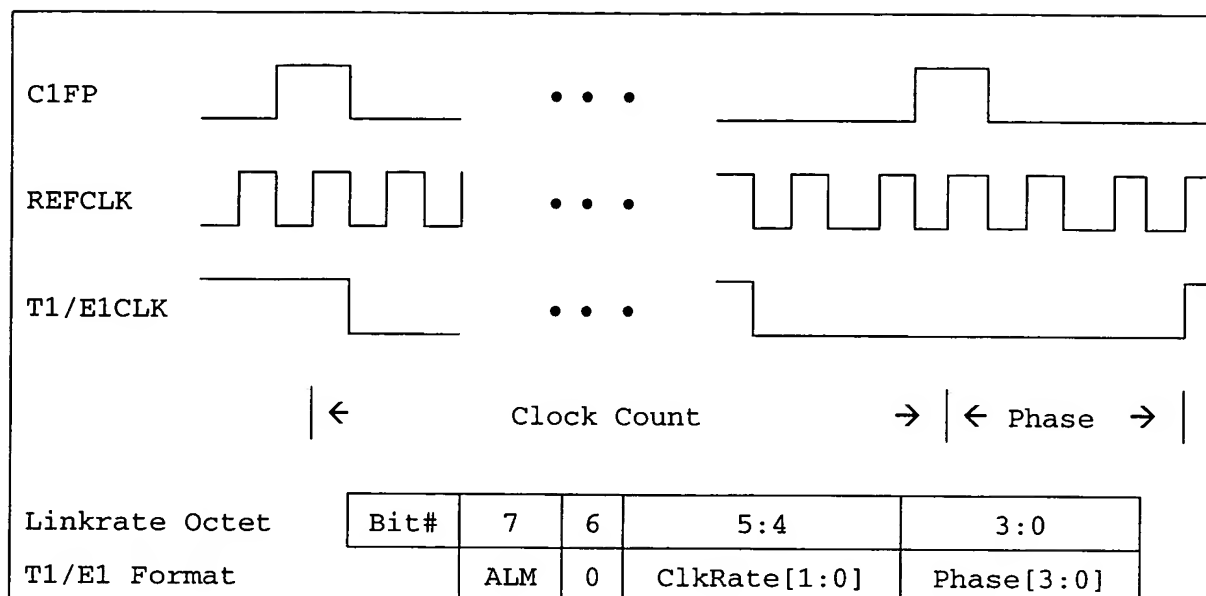 C1FP
REFCLK
T1/E1CLK
Clock Count
Phase
Linkrate Octet Bit# 7 6 5:4 3:0
T1/E1 Format ALM 0 ClkRate[1:0] Phase[3:0]